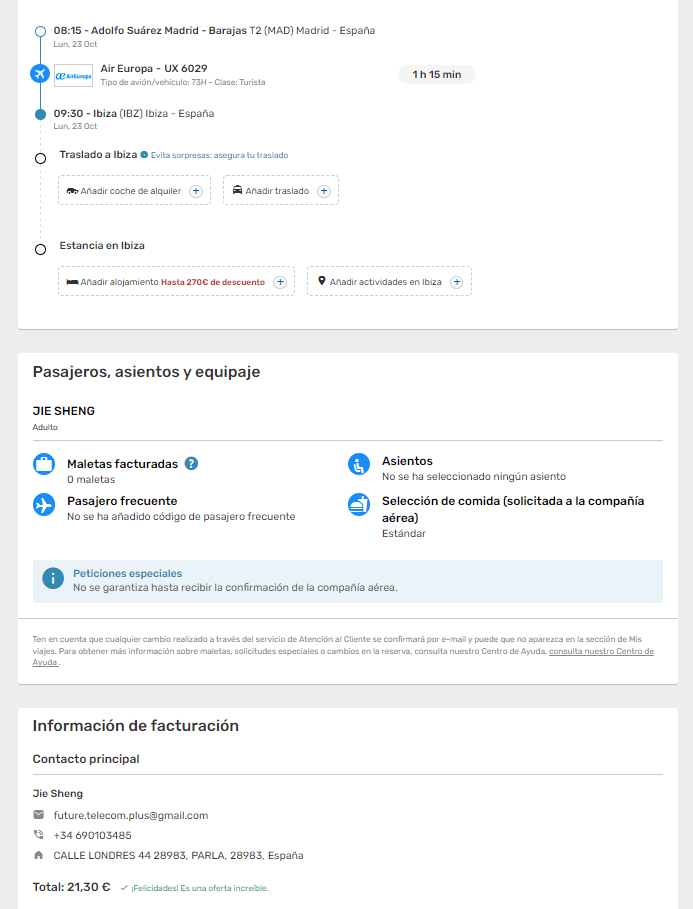 08:15 - Adolfo Suárez Madrid - Barajas T2 (MAD) Madrid - España
Lun, 23 Oct
Air Europa - UX 6029
AirEuropa
1 h 15 min
Tipo de avión/vehículo: 73H - Clase: Turista
09:30 - Ibiza (IBZ) Ibiza - España
Lun, 23 Oct
Traslado a Ibiza Evita sorpresas: asegura tu traslado
Añadir coche de alquiler + Añadir traslado +
Estancia en Ibiza
Añadir alojamiento Hasta 270€ de descuento + Añadir actividades en Ibiza +
Pasajeros, asientos y equipaje
JIE SHENG
Adulto
Maletas facturadas ?
0 maletas
Asientos
No se ha seleccionado ningún asiento
Pasajero frecuente
No se ha añadido código de pasajero frecuente
Selección de comida (solicitada a la compañía
aérea)
Estándar
i
Peticiones especiales
No se garantiza hasta recibir la confirmación de la compañía aérea.
Ten en cuenta que cualquier cambio realizado a través del servicio de Atención al Cliente se confirmará por e-mail y puede que no aparezca en la sección de Mis
viajes. Para obtener más información sobre maletas, solicitudes especiales o cambios en la reserva, consulta nuestro Centro de Ayuda. consulta nuestro Centro de
Ayuda .
Información de facturación
Contacto principal
Jie Sheng
future.telecom.plus@gmail.com
+34 690103485
CALLE LONDRES 44 28983, PARLA, 28983, España
Total: 21,30 € ¡Felicidades! Es una oferta increíble.